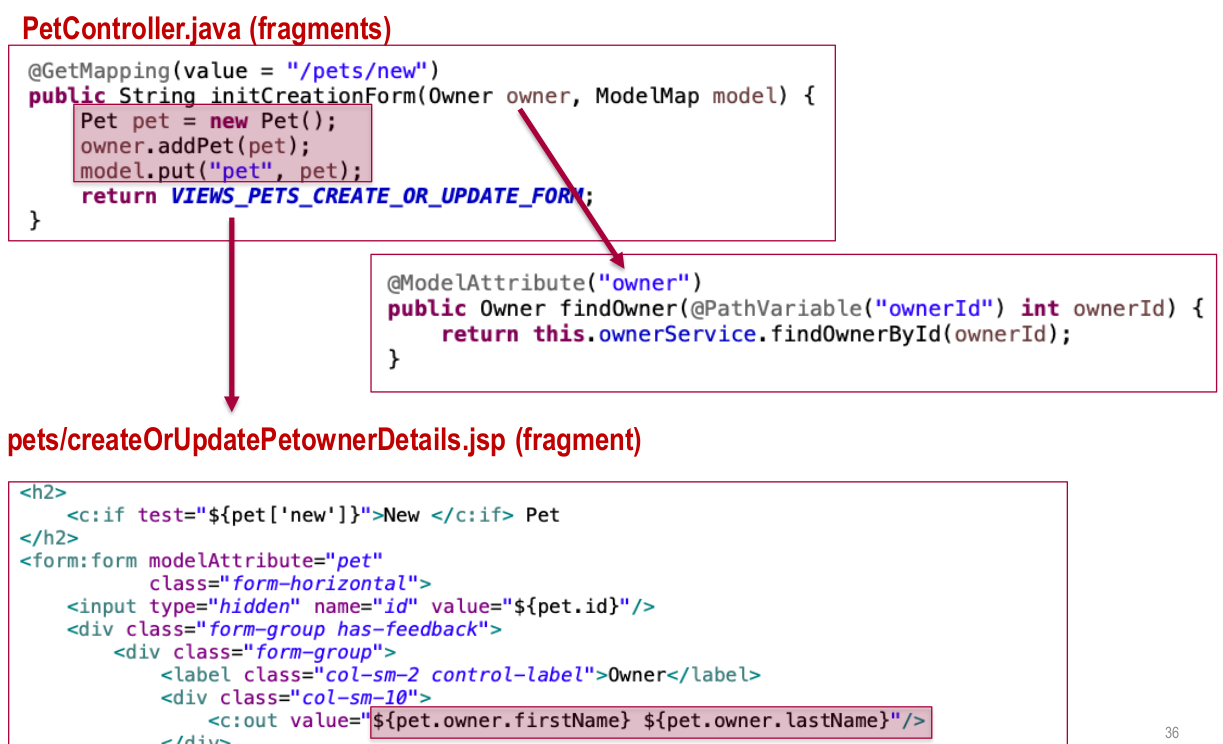 PetController.java (fragments)
@GetMapping(value = "/pets/new")
public String initCreationForm(Owner owner, ModelMap model) {
    Pet pet = new Pet();
    owner.addPet(pet);
    model.put("pet", pet);
    return VIEWS_PETS_CREATE_OR_UPDATE_FORM;
}
@ModelAttribute("owner")
public Owner findOwner(@PathVariable("ownerId") int ownerId) {
    return this.ownerService.findOwnerById(ownerId);
}
pets/createOrUpdatePetownerDetails.jsp (fragment)
<h2>
    <c:if test="${pet['new']}">New </c:if> Pet
</h2>
<form:form modelAttribute="pet"
           class="form-horizontal">
    <input type="hidden" name="id" value="${pet.id}"/>
    <div class="form-group has-feedback">
        <div class="form-group">
            <label class="col-sm-2 control-label">Owner</label>
            <div class="col-sm-10">
                <c:out value="${pet.owner.firstName} ${pet.owner.lastName}"/>
            </div>
36